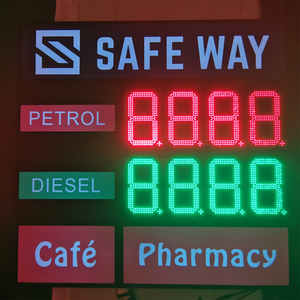 SAFE WAY
PETROL 8.8.8.8.
DIESEL 8.8.8.8.
Café Pharmacy